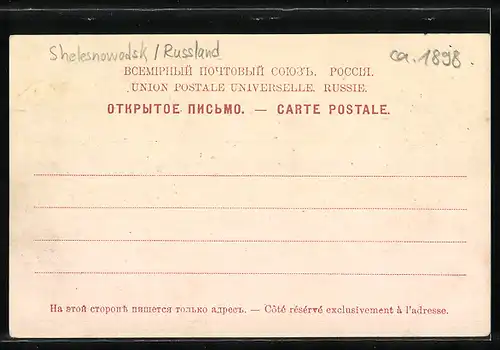 Shelesnowodsk / Russland
ca. 1898
ВСЕМІРНЫЙ ПОЧТОВЫЙ СОЮЗЪ. РОССІЯ.
UNION POSTALE UNIVERSELLE. RUSSIE.
ОТКРЫТОЕ ПИСЬМО. — CARTE POSTALE.
На этой сторонѣ пишется только адресъ. — Côté résérvé exclusivement à l'adresse.